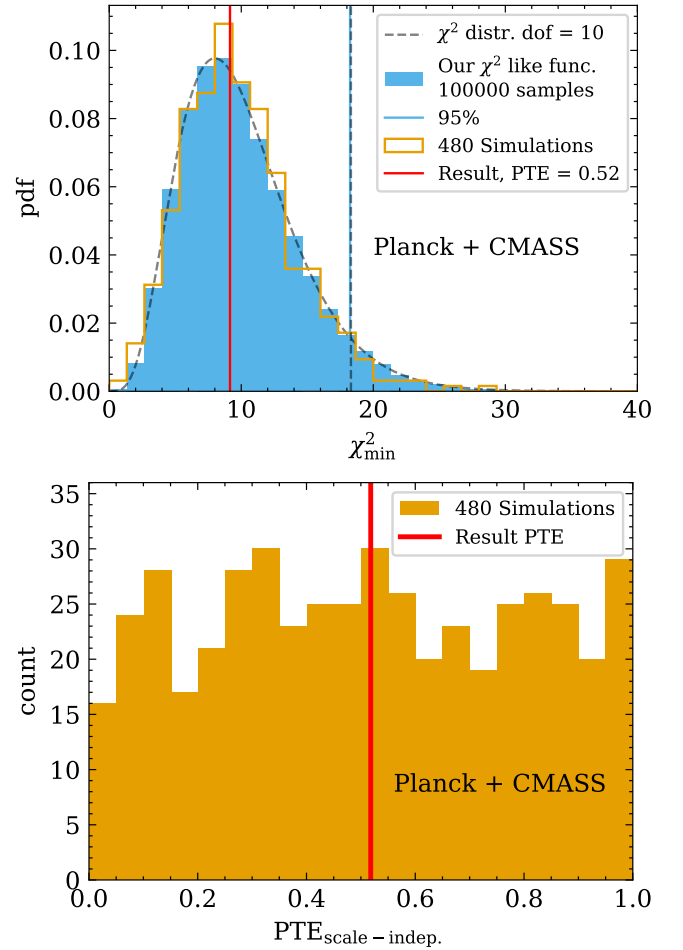 0.10
0.08
0.06
0.04
0.02
0.00
pdf
χ² distr. dof = 10
Our χ² like func.
100000 samples
95%
480 Simulations
Result, PTE = 0.52
Planck + CMASS
0 10 20 30 40
χ²min
35
30
25
20
15
10
5
0
count
480 Simulations
Result PTE
Planck + CMASS
0.0 0.2 0.4 0.6 0.8 1.0
PTEscale − indep.